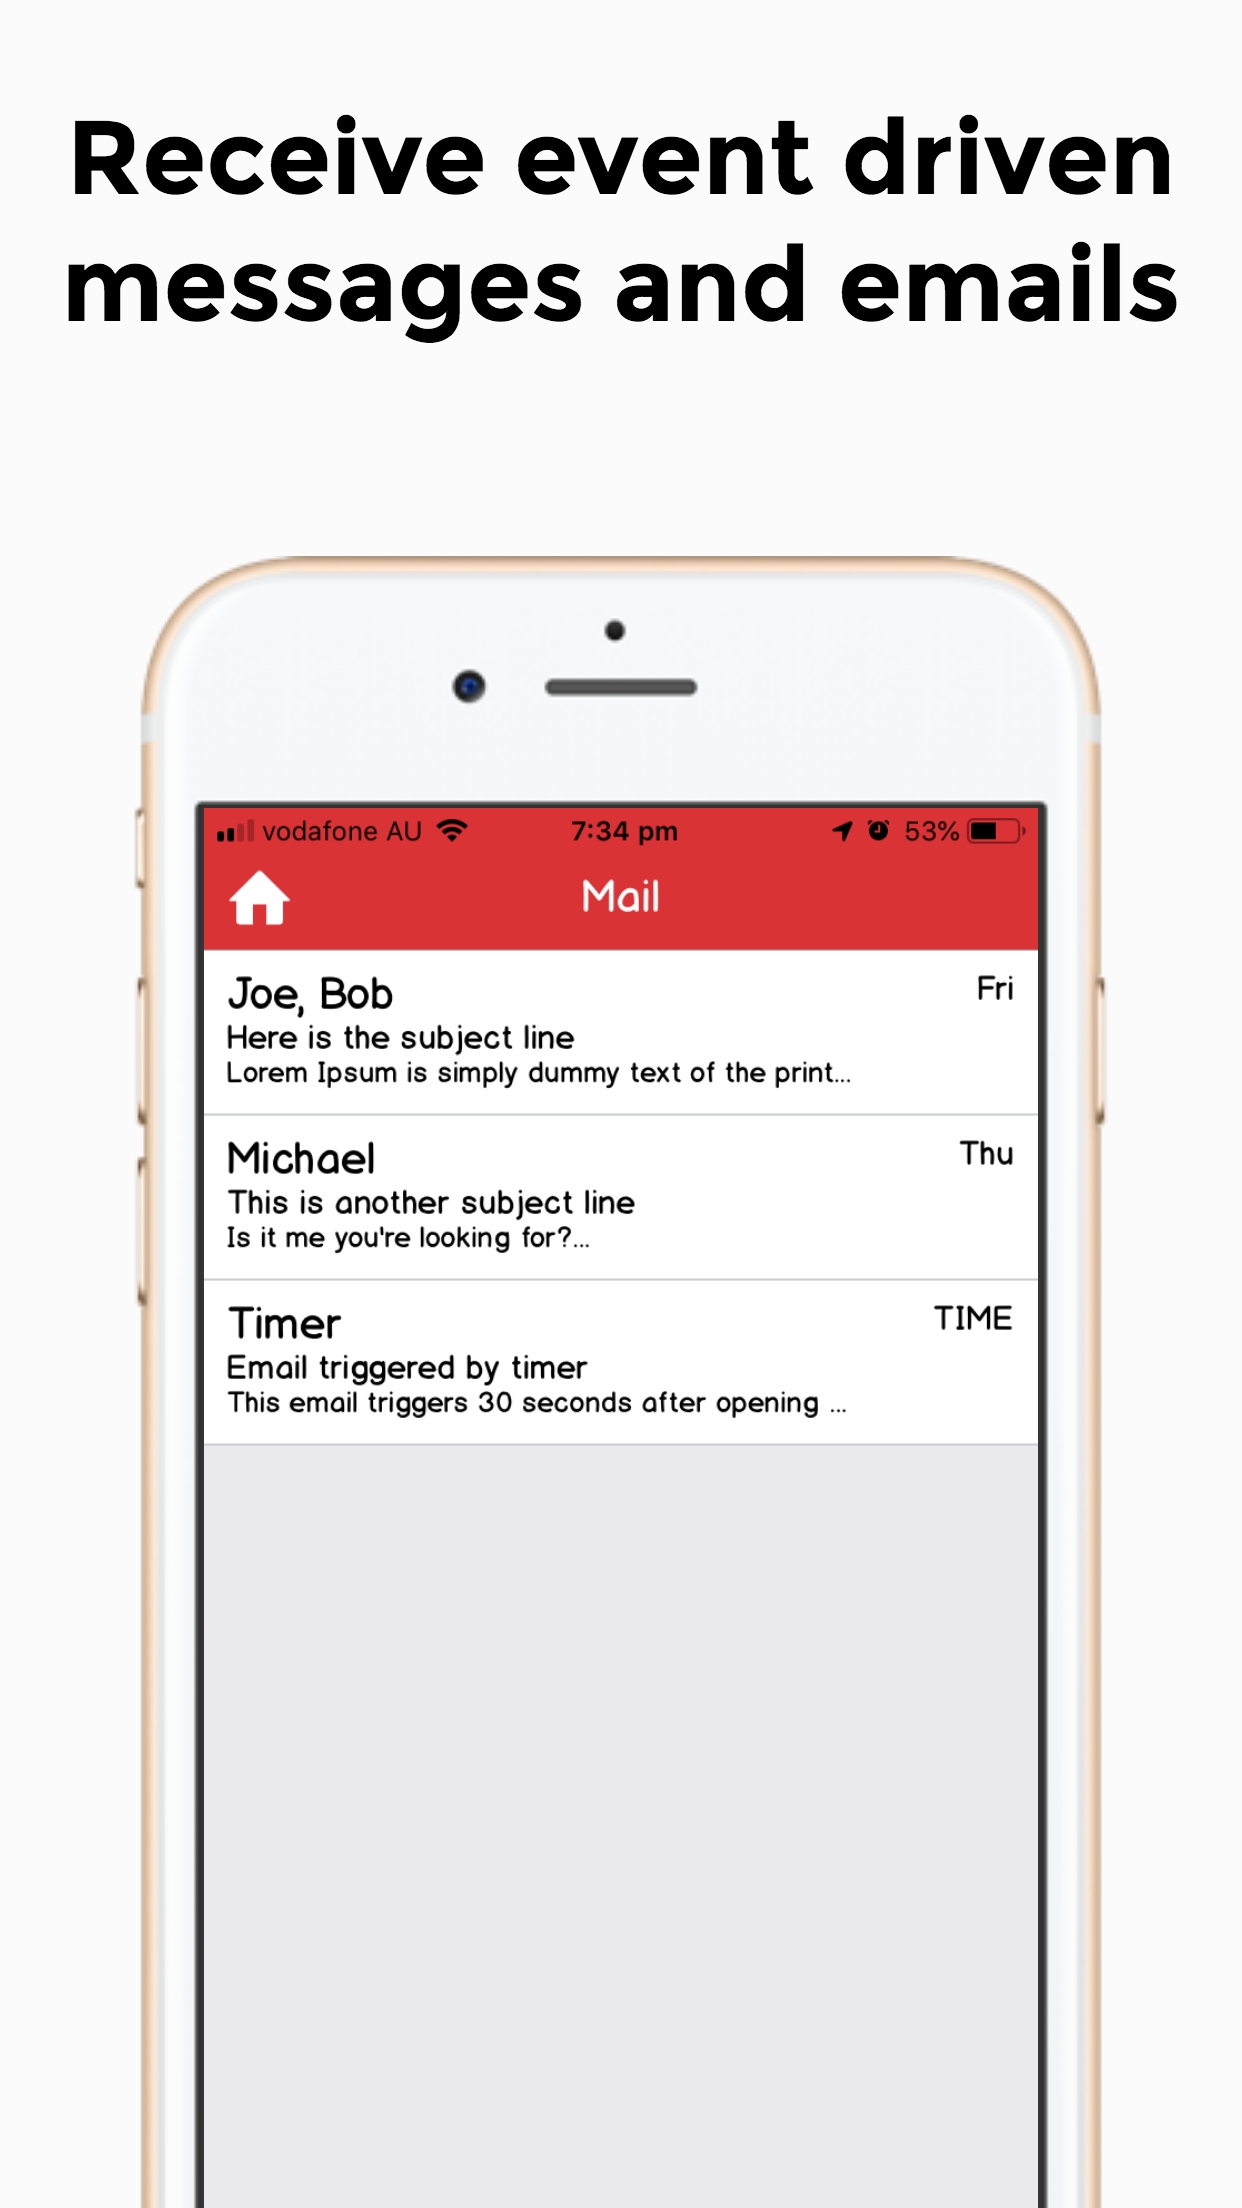 Receive event driven
messages and emails
vodafone AU 7:34 pm 53%
Mail
Joe, Bob Fri
Here is the subject line
Lorem Ipsum is simply dummy text of the print...
Michael Thu
This is another subject line
Is it me you're looking for?...
Timer TIME
Email triggered by timer
This email triggers 30 seconds after opening ...